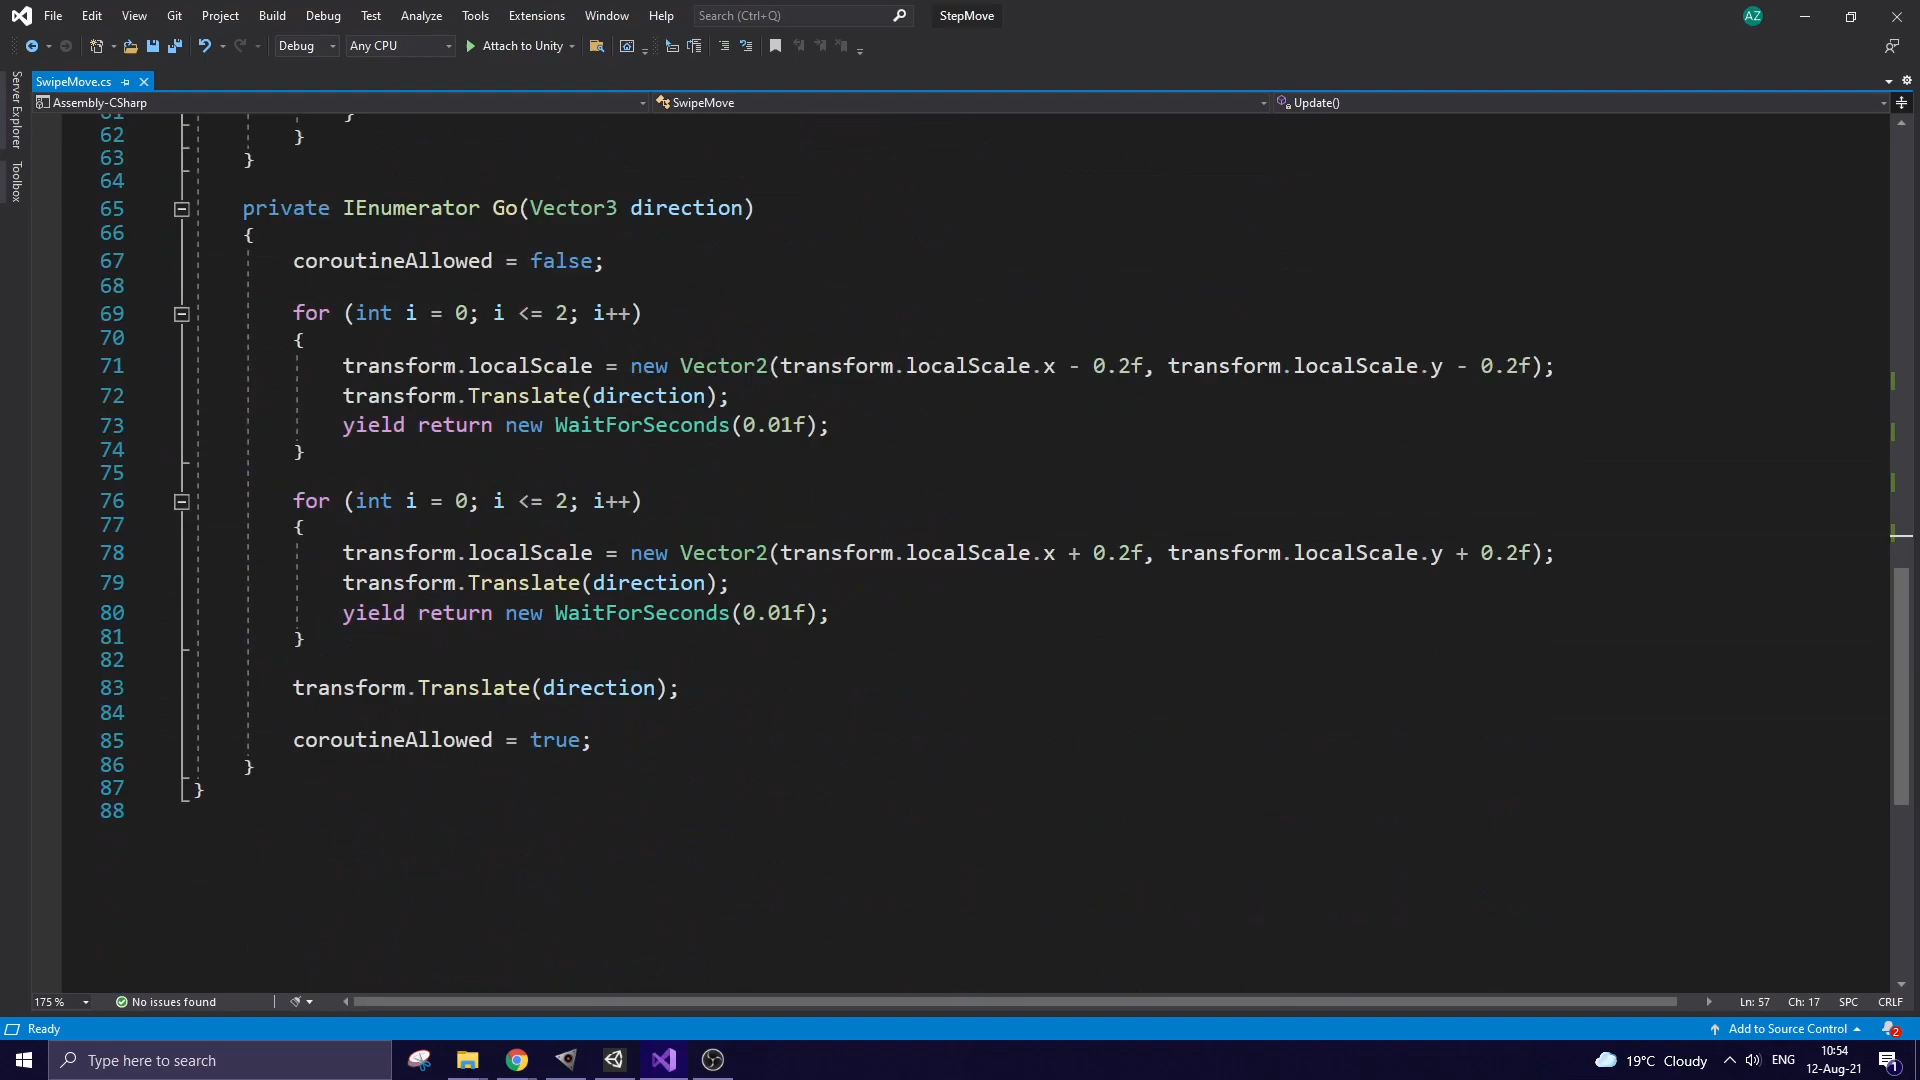 File Edit View Git Project Build Debug Test Analyze Tools Extensions Window Help Search (Ctrl+Q) StepMove AZ
Debug Any CPU Attach to Unity
SwipeMove.cs
Assembly-CSharp SwipeMove Update()
Server Explorer
Toolbox
61 }
62 }
63 }
64
65 private IEnumerator Go(Vector3 direction)
66 {
67 coroutineAllowed = false;
68
69 for (int i = 0; i <= 2; i++)
70 {
71 transform.localScale = new Vector2(transform.localScale.x - 0.2f, transform.localScale.y - 0.2f);
72 transform.Translate(direction);
73 yield return new WaitForSeconds(0.01f);
74 }
75
76 for (int i = 0; i <= 2; i++)
77 {
78 transform.localScale = new Vector2(transform.localScale.x + 0.2f, transform.localScale.y + 0.2f);
79 transform.Translate(direction);
80 yield return new WaitForSeconds(0.01f);
81 }
82
83 transform.Translate(direction);
84
85 coroutineAllowed = true;
86 }
87 }
88
175 % No issues found Ln: 57 Ch: 17 SPC CRLF
Ready Add to Source Control 2
Type here to search 19°C Cloudy ENG 10:54
12-Aug-21 1